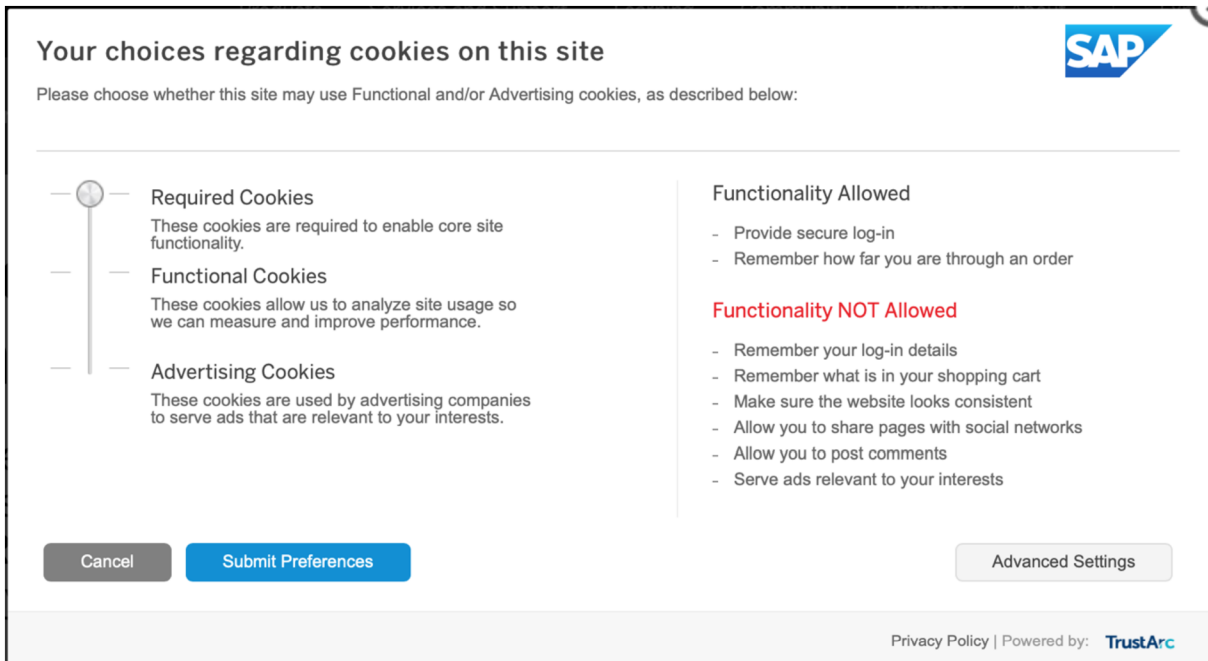 Your choices regarding cookies on this site
SAP
Please choose whether this site may use Functional and/or Advertising cookies, as described below:
Required Cookies
These cookies are required to enable core site
functionality.
Functional Cookies
These cookies allow us to analyze site usage so
we can measure and improve performance.
Advertising Cookies
These cookies are used by advertising companies
to serve ads that are relevant to your interests.
Functionality Allowed
- Provide secure log-in
- Remember how far you are through an order
Functionality NOT Allowed
- Remember your log-in details
- Remember what is in your shopping cart
- Make sure the website looks consistent
- Allow you to share pages with social networks
- Allow you to post comments
- Serve ads relevant to your interests
Cancel
Submit Preferences
Advanced Settings
Privacy Policy | Powered by: TrustArc